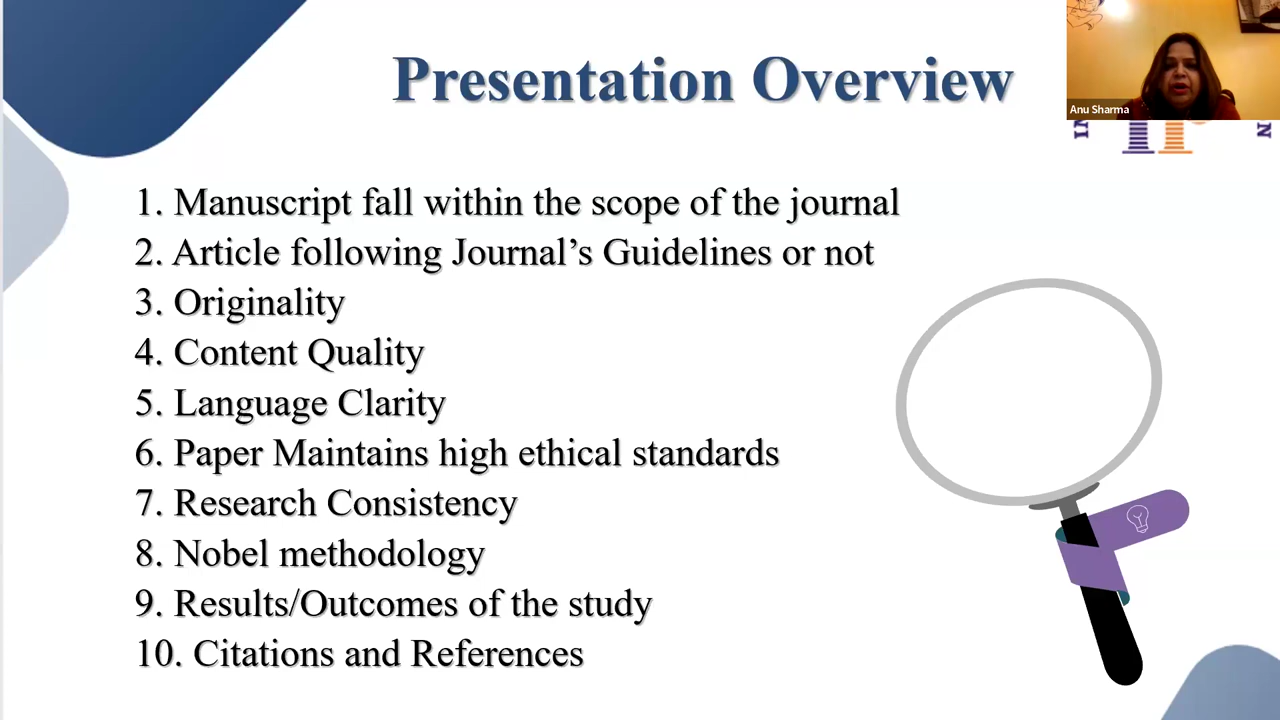 Presentation Overview
Anu Sharma
1. Manuscript fall within the scope of the journal
2. Article following Journal’s Guidelines or not
3. Originality
4. Content Quality
5. Language Clarity
6. Paper Maintains high ethical standards
7. Research Consistency
8. Nobel methodology
9. Results/Outcomes of the study
10. Citations and References